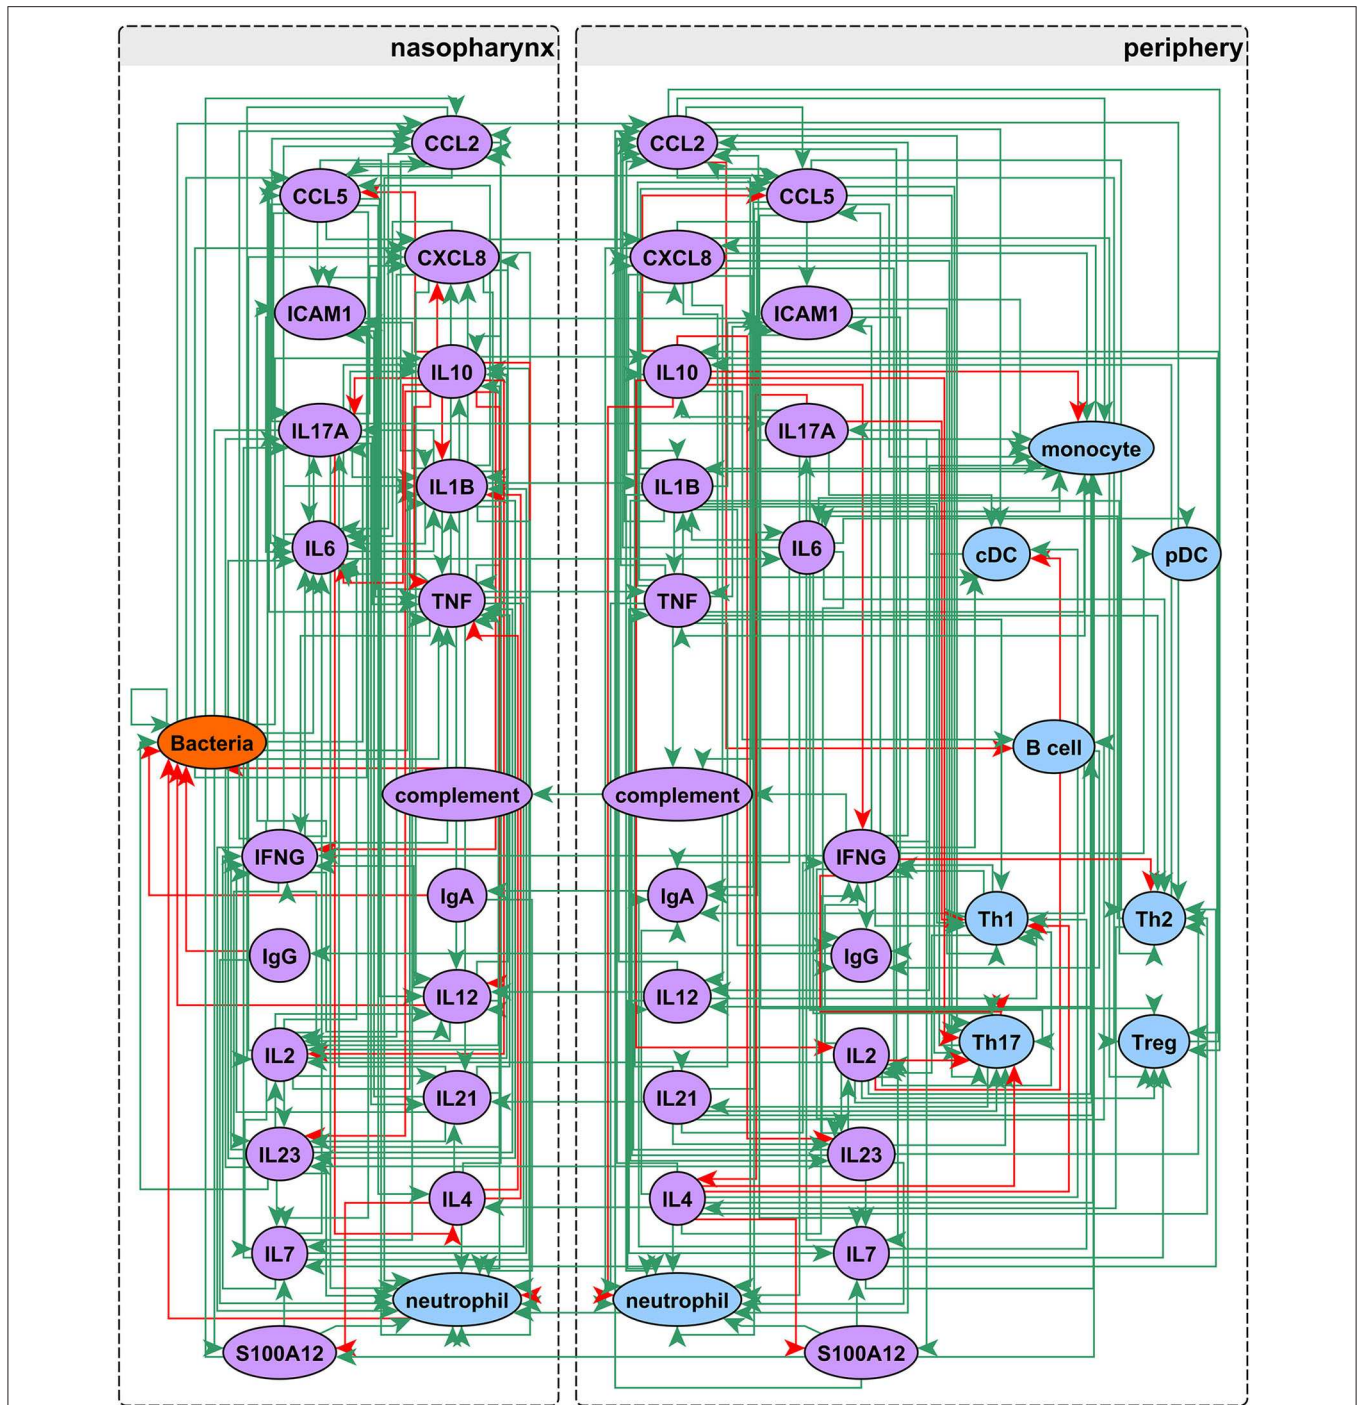 nasopharynx
periphery
CCL2
CCL2
CCL5
CCL5
CXCL8
CXCL8
ICAM1
ICAM1
IL10
IL10
IL17A
IL17A
monocyte
IL1B
IL1B
IL6
IL6
cDC
pDC
TNF
TNF
Bacteria
B cell
complement
complement
IFNG
IFNG
IgA
IgA
Th1
Th2
IgG
IgG
IL12
IL12
IL2
IL2
Th17
Treg
IL21
IL21
IL23
IL23
IL4
IL4
IL7
IL7
neutrophil
neutrophil
S100A12
S100A12